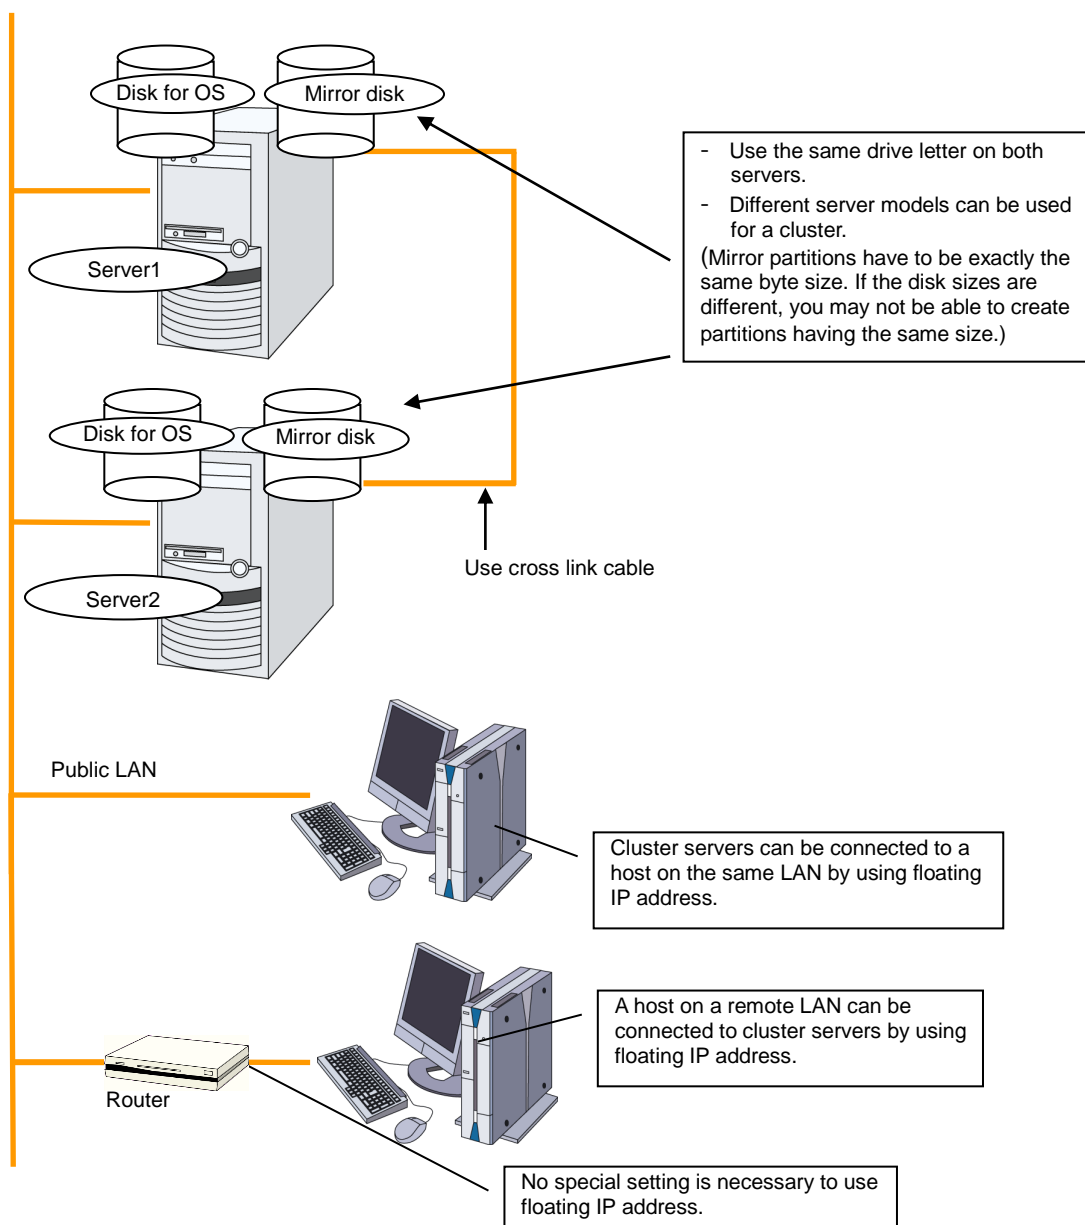 Disk for OS
Mirror disk
- Use the same drive letter on both
servers.
- Different server models can be used
for a cluster.
(Mirror partitions have to be exactly the
same byte size. If the disk sizes are
different, you may not be able to create
partitions having the same size.)
Server1
Disk for OS
Mirror disk
Use cross link cable
Server2
Public LAN
Cluster servers can be connected to a
host on the same LAN by using floating
IP address.
A host on a remote LAN can be
connected to cluster servers by using
floating IP address.
Router
No special setting is necessary to use
floating IP address.